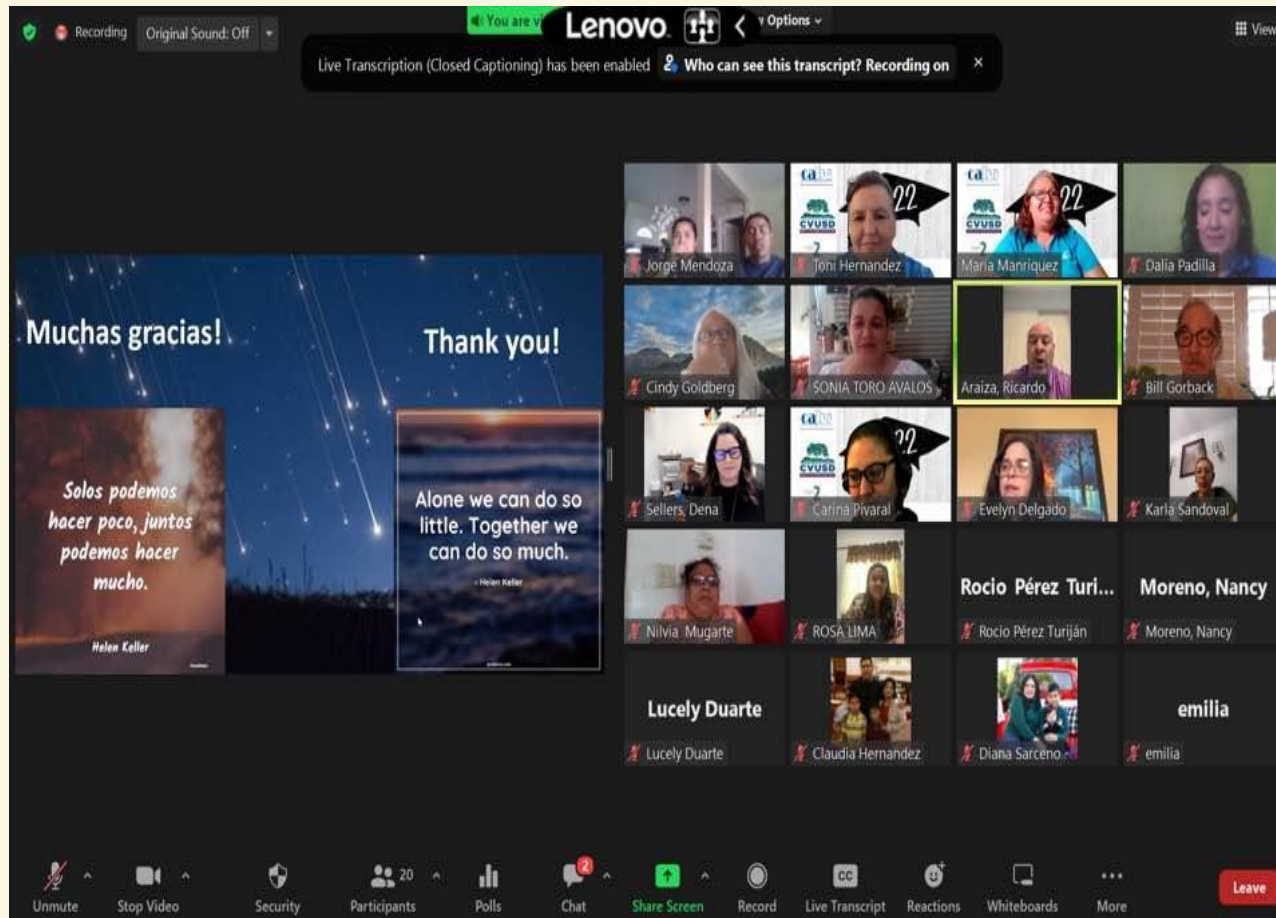 Recording
Original Sound: Off
You are vi
Lenovo
Options
View
Live Transcription (Closed Captioning) has been enabled Who can see this transcript? Recording on
Muchas gracias!
Thank you!
Solos podemos
hacer poco, juntos
podemos hacer
mucho.
Helen Keller
Alone we can do so
little. Together we
can do so much.
- Helen Keller
Jorge Mendoza
22
CVUSD
Toni Hernandez
22
CVUSD
Maria Manriquez
Dalia Padilla
Cindy Goldberg
SONIA TORO AVALOS
Araiza, Ricardo
Bill Gorback
Sellers, Dena
22
CVUSD
Carina Pivaral
Evelyn Delgado
Karla Sandoval
Nilvia Mugarte
ROSA LIMA
Rocio Pérez Turi...
Rocio Pérez Turiján
Moreno, Nancy
Moreno, Nancy
Lucely Duarte
Lucely Duarte
Claudia Hernandez
Diana Sarceno
emilia
emilia
Unmute
Stop Video
Security
20
Participants
Polls
2
Chat
Share Screen
Record
CC
Live Transcript
Reactions
Whiteboards
More
Leave